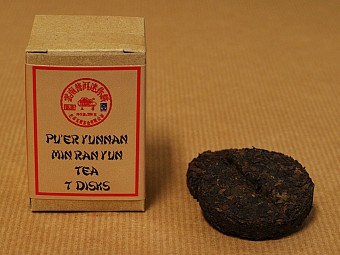 PU'ER YUNNAN
MIN RAN YUN
TEA
7 DISKS